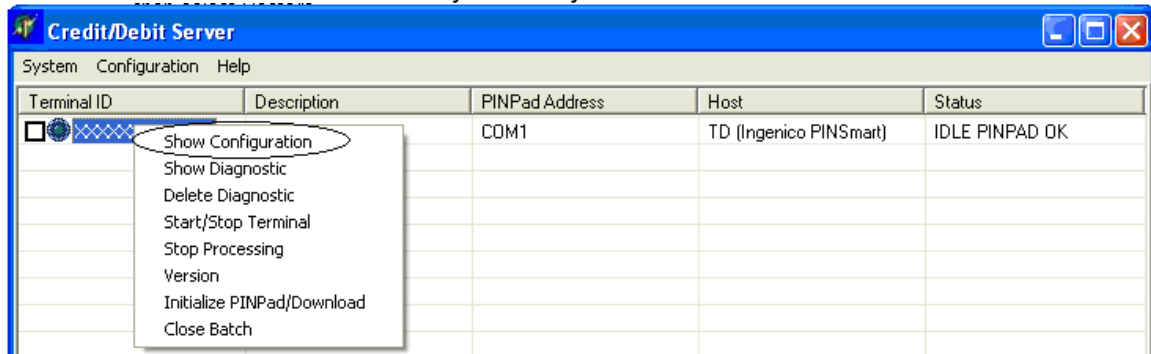 Credit/Debit Server
System Configuration Help
Terminal ID Description PINPad Address Host Status
XXXXX COM1 TD (Ingenico PINSmart) IDLE PINPAD OK
Show Configuration
Show Diagnostic
Delete Diagnostic
Start/Stop Terminal
Stop Processing
Version
Initialize PINPad/Download
Close Batch